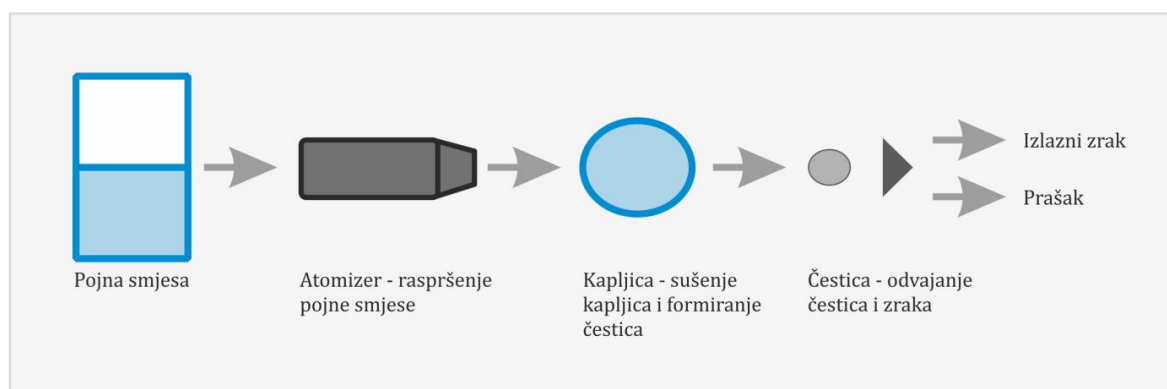 Izlazni zrak
Prašak
Pojna smjesa
Atomizer - raspršenje
pojne smjese
Kapljica - sušenje
kapljica i formiranje
čestica
Čestica - odvajanje
čestica i zraka